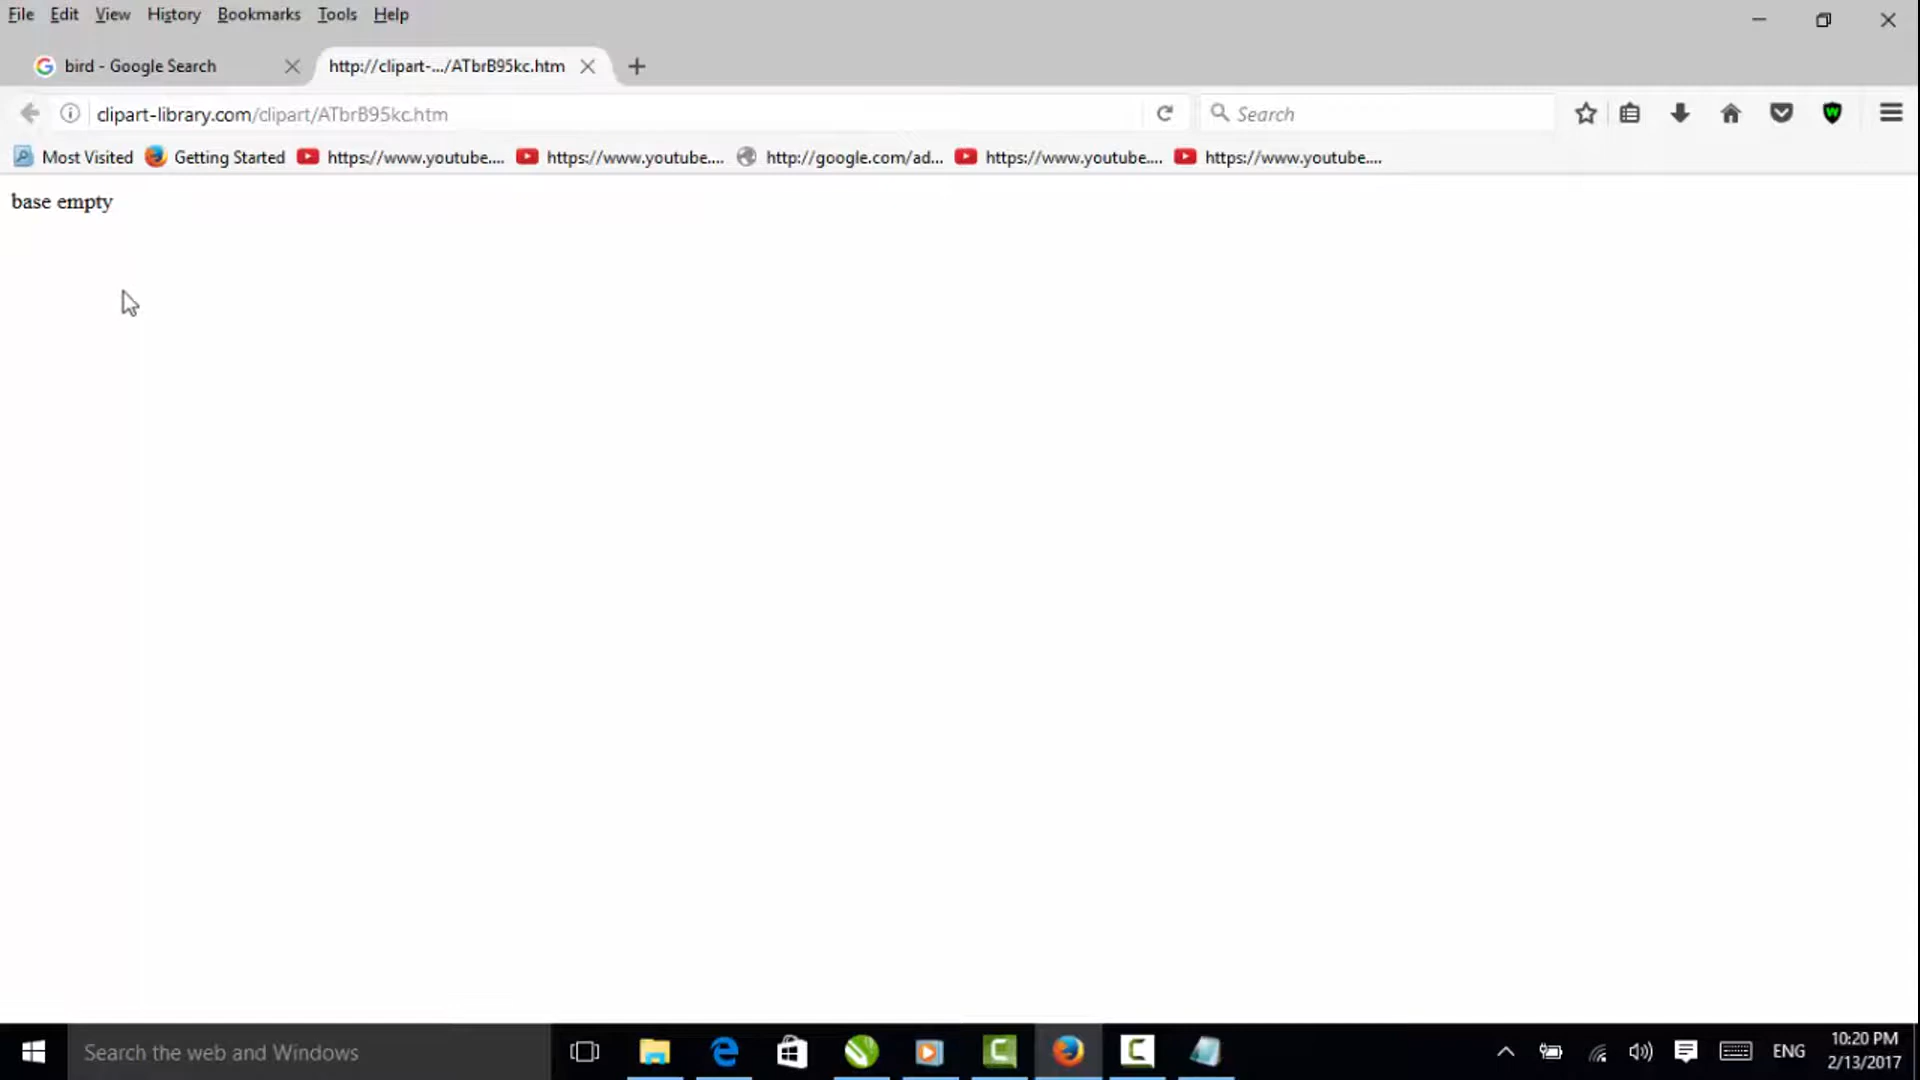 File Edit View History Bookmarks Tools Help
bird - Google Search
http://clipart-.../ATbrB95kc.htm
clipart-library.com/clipart/ATbrB95kc.htm
Search
Most Visited
Getting Started
https://www.youtube....
https://www.youtube....
http://google.com/ad...
https://www.youtube....
https://www.youtube....
base empty
Search the web and Windows
ENG
10:20 PM
2/13/2017